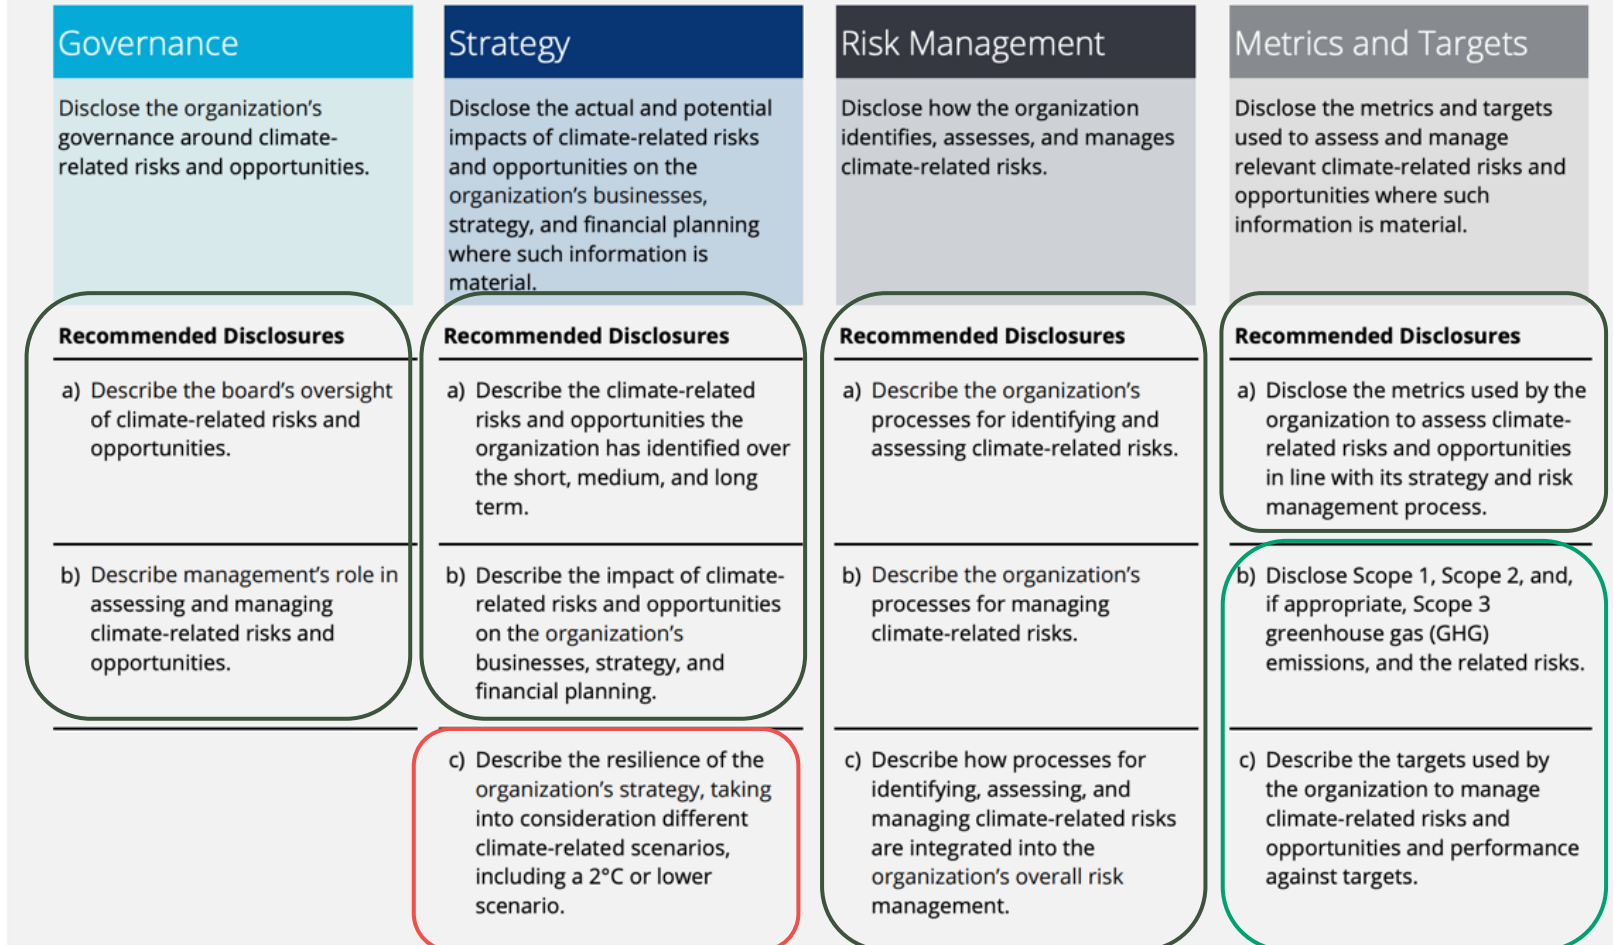 Governance
Disclose the organization's
governance around climate-
related risks and opportunities.
Recommended Disclosures
a) Describe the board's oversight
of climate-related risks and
opportunities.
b) Describe management's role in
assessing and managing
climate-related risks and
opportunities.
Strategy
Disclose the actual and potential
impacts of climate-related risks
and opportunities on the
organization's businesses,
strategy, and financial planning
where such information is
material.
Recommended Disclosures
a) Describe the climate-related
risks and opportunities the
organization has identified over
the short, medium, and long
term.
b) Describe the impact of climate-
related risks and opportunities
on the organization's
businesses, strategy, and
financial planning.
c) Describe the resilience of the
organization's strategy, taking
into consideration different
climate-related scenarios,
including a 2°C or lower
scenario.
Risk Management
Disclose how the organization
identifies, assesses, and manages
climate-related risks.
Recommended Disclosures
a) Describe the organization's
processes for identifying and
assessing climate-related risks.
b) Describe the organization's
processes for managing
climate-related risks.
c) Describe how processes for
identifying, assessing, and
managing climate-related risks
are integrated into the
organization's overall risk
management.
Metrics and Targets
Disclose the metrics and targets
used to assess and manage
relevant climate-related risks and
opportunities where such
information is material.
Recommended Disclosures
a) Disclose the metrics used by the
organization to assess climate-
related risks and opportunities
in line with its strategy and risk
management process.
b) Disclose Scope 1, Scope 2, and,
if appropriate, Scope 3
greenhouse gas (GHG)
emissions, and the related risks.
c) Describe the targets used by
the organization to manage
climate-related risks and
opportunities and performance
against targets.